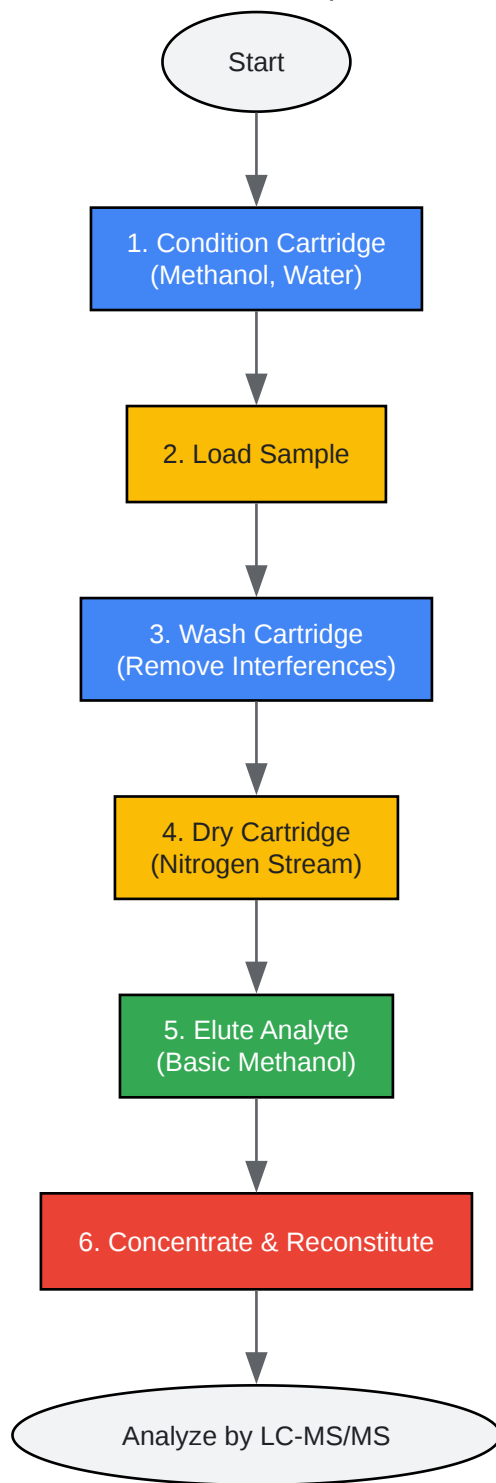 Start
1. Condition Cartridge
(Methanol, Water)
2. Load Sample
3. Wash Cartridge
(Remove Interferences)
4. Dry Cartridge
(Nitrogen Stream)
5. Elute Analyte
(Basic Methanol)
6. Concentrate & Reconstitute
Analyze by LC-MS/MS